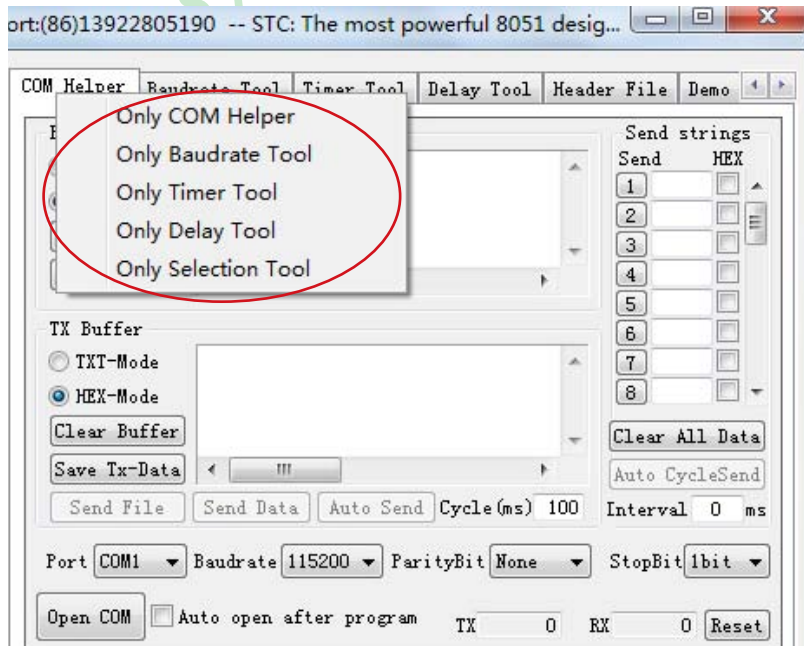 ort:(86)13922805190 -- STC: The most powerful 8051 desig...
COM Helper Baudrate Tool Timer Tool Delay Tool Header File Demo
Only COM Helper
Only Baudrate Tool
Only Timer Tool
Only Delay Tool
Only Selection Tool
Send strings
Send HEX
1
2
3
4
5
6
7
8
TX Buffer
TXT-Mode
HEX-Mode
Clear Buffer
Save Tx-Data
Clear All Data
Auto CycleSend
Send File Send Data Auto Send Cycle(ms) 100 Interval 0 ms
Port COM1 Baudrate 115200 ParityBit None StopBit 1bit
Open COM Auto open after program TX 0 RX 0 Reset